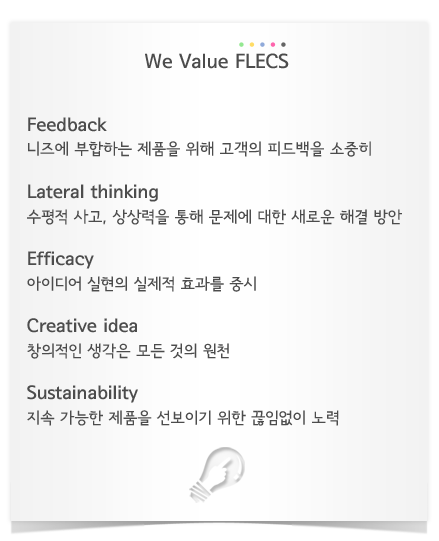 We Value FLECS
Feedback
니즈에 부합하는 제품을 위해 고객의 피드백을 소중히
Lateral thinking
수평적 사고, 상상력을 통해 문제에 대한 새로운 해결 방안
Efficacy
아이디어 실현의 실제적 효과를 중시
Creative idea
창의적인 생각은 모든 것의 원천
Sustainability
지속 가능한 제품을 선보이기 위한 끊임없이 노력